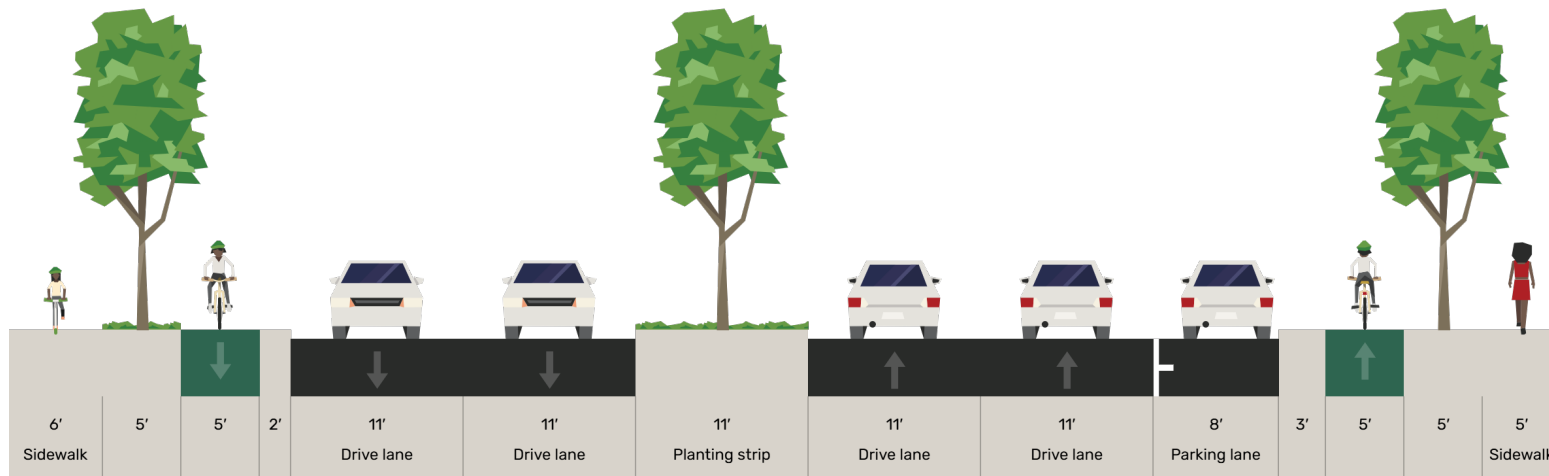 6′ 5′ 5′ 2′ 11′ 11′ 11′ 11′ 11′ 8′ 3′ 5′ 5′ 5′
Sidewalk Drive lane Drive lane Planting strip Drive lane Drive lane Parking lane Sidewalk